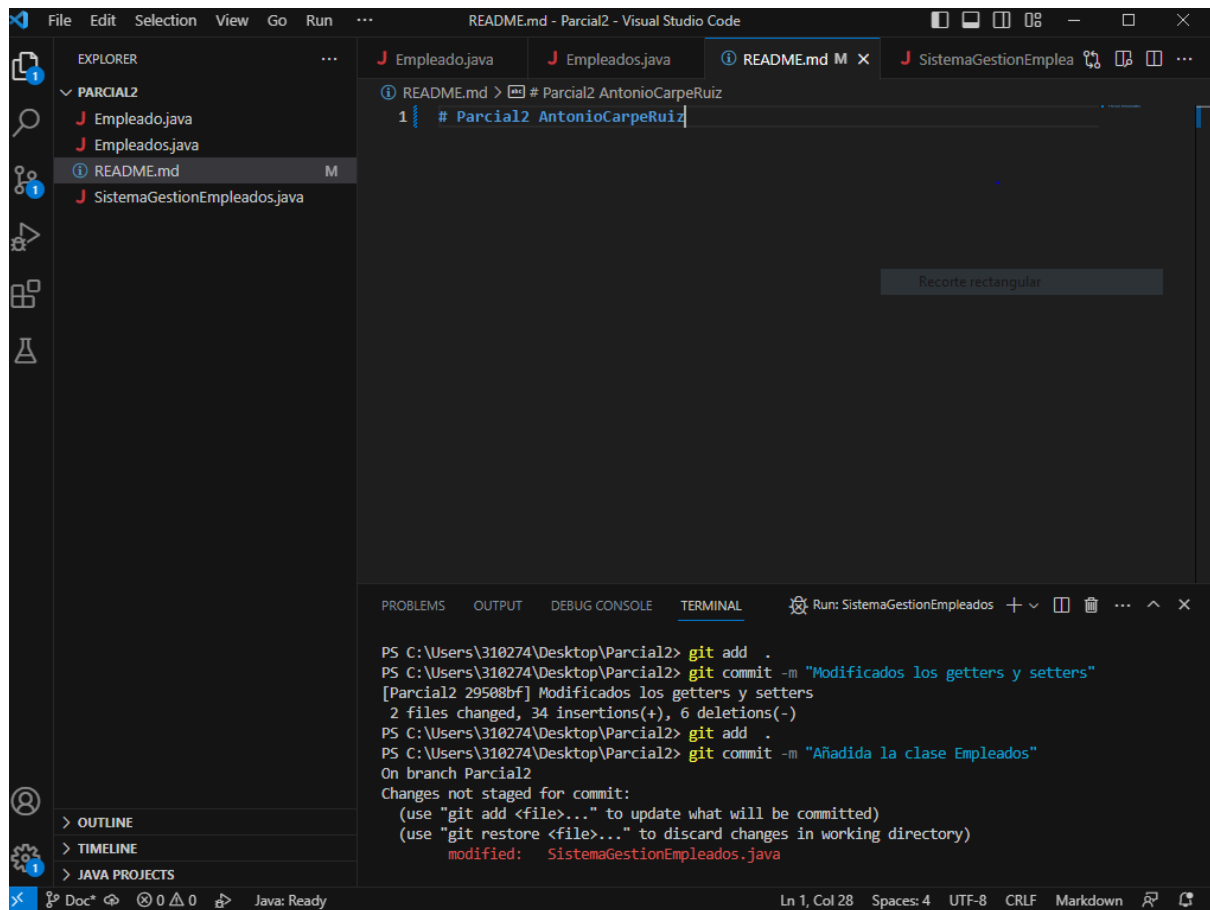 File Edit Selection View Go Run ··· README.md - Parcial2 - Visual Studio Code
EXPLORER ···
PARCIAL2
J Empleado.java
J Empleados.java
README.md M
J SistemaGestionEmpleados.java
J Empleado.java J Empleados.java README.md M J SistemaGestionEmplea ···
README.md > # Parcial2 AntonioCarpeRuiz
1 # Parcial2 AntonioCarpeRuiz
Recorte rectangular
PROBLEMS OUTPUT DEBUG CONSOLE TERMINAL Run: SistemaGestionEmpleados ···
PS C:\Users\310274\Desktop\Parcial2> git add .
PS C:\Users\310274\Desktop\Parcial2> git commit -m "Modificados los getters y setters"
[Parcial2 29508bf] Modificados los getters y setters
2 files changed, 34 insertions(+), 6 deletions(-)
PS C:\Users\310274\Desktop\Parcial2> git add .
PS C:\Users\310274\Desktop\Parcial2> git commit -m "Añadida la clase Empleados"
On branch Parcial2
Changes not staged for commit:
(use "git add <file>..." to update what will be committed)
(use "git restore <file>..." to discard changes in working directory)
modified: SistemaGestionEmpleados.java
1
1
1
> OUTLINE
> TIMELINE
> JAVA PROJECTS
Doc* 0 0 Java: Ready Ln 1, Col 28 Spaces: 4 UTF-8 CRLF Markdown